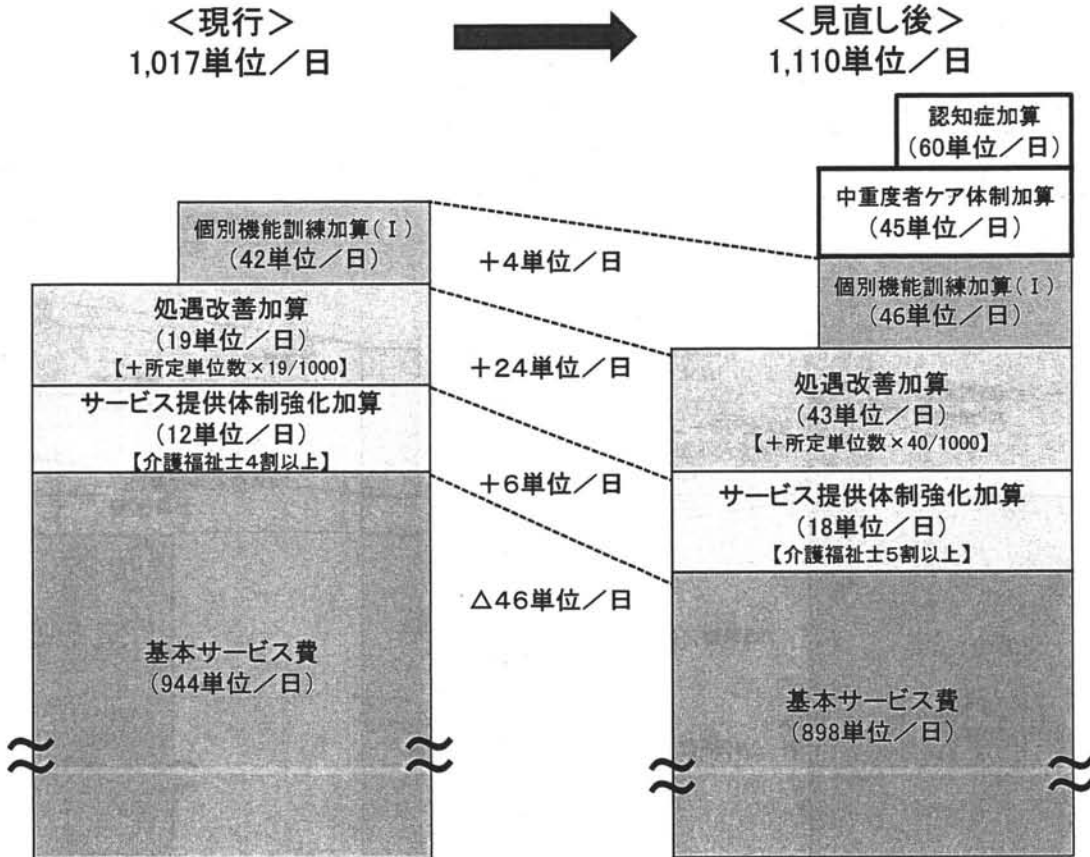 ＜現行＞
1,017単位／日
＜見直し後＞
1,110単位／日
個別機能訓練加算(Ⅰ)
(42単位／日)
処遇改善加算
(19単位／日)
【＋所定単位数×19/1000】
サービス提供体制強化加算
(12単位／日)
【介護福祉士4割以上】
基本サービス費
(944単位／日)
＋4単位／日
＋24単位／日
＋6単位／日
△46単位／日
認知症加算
(60単位／日)
中重度者ケア体制加算
(45単位／日)
個別機能訓練加算(Ⅰ)
(46単位／日)
処遇改善加算
(43単位／日)
【＋所定単位数×40/1000】
サービス提供体制強化加算
(18単位／日)
【介護福祉士5割以上】
基本サービス費
(898単位／日)